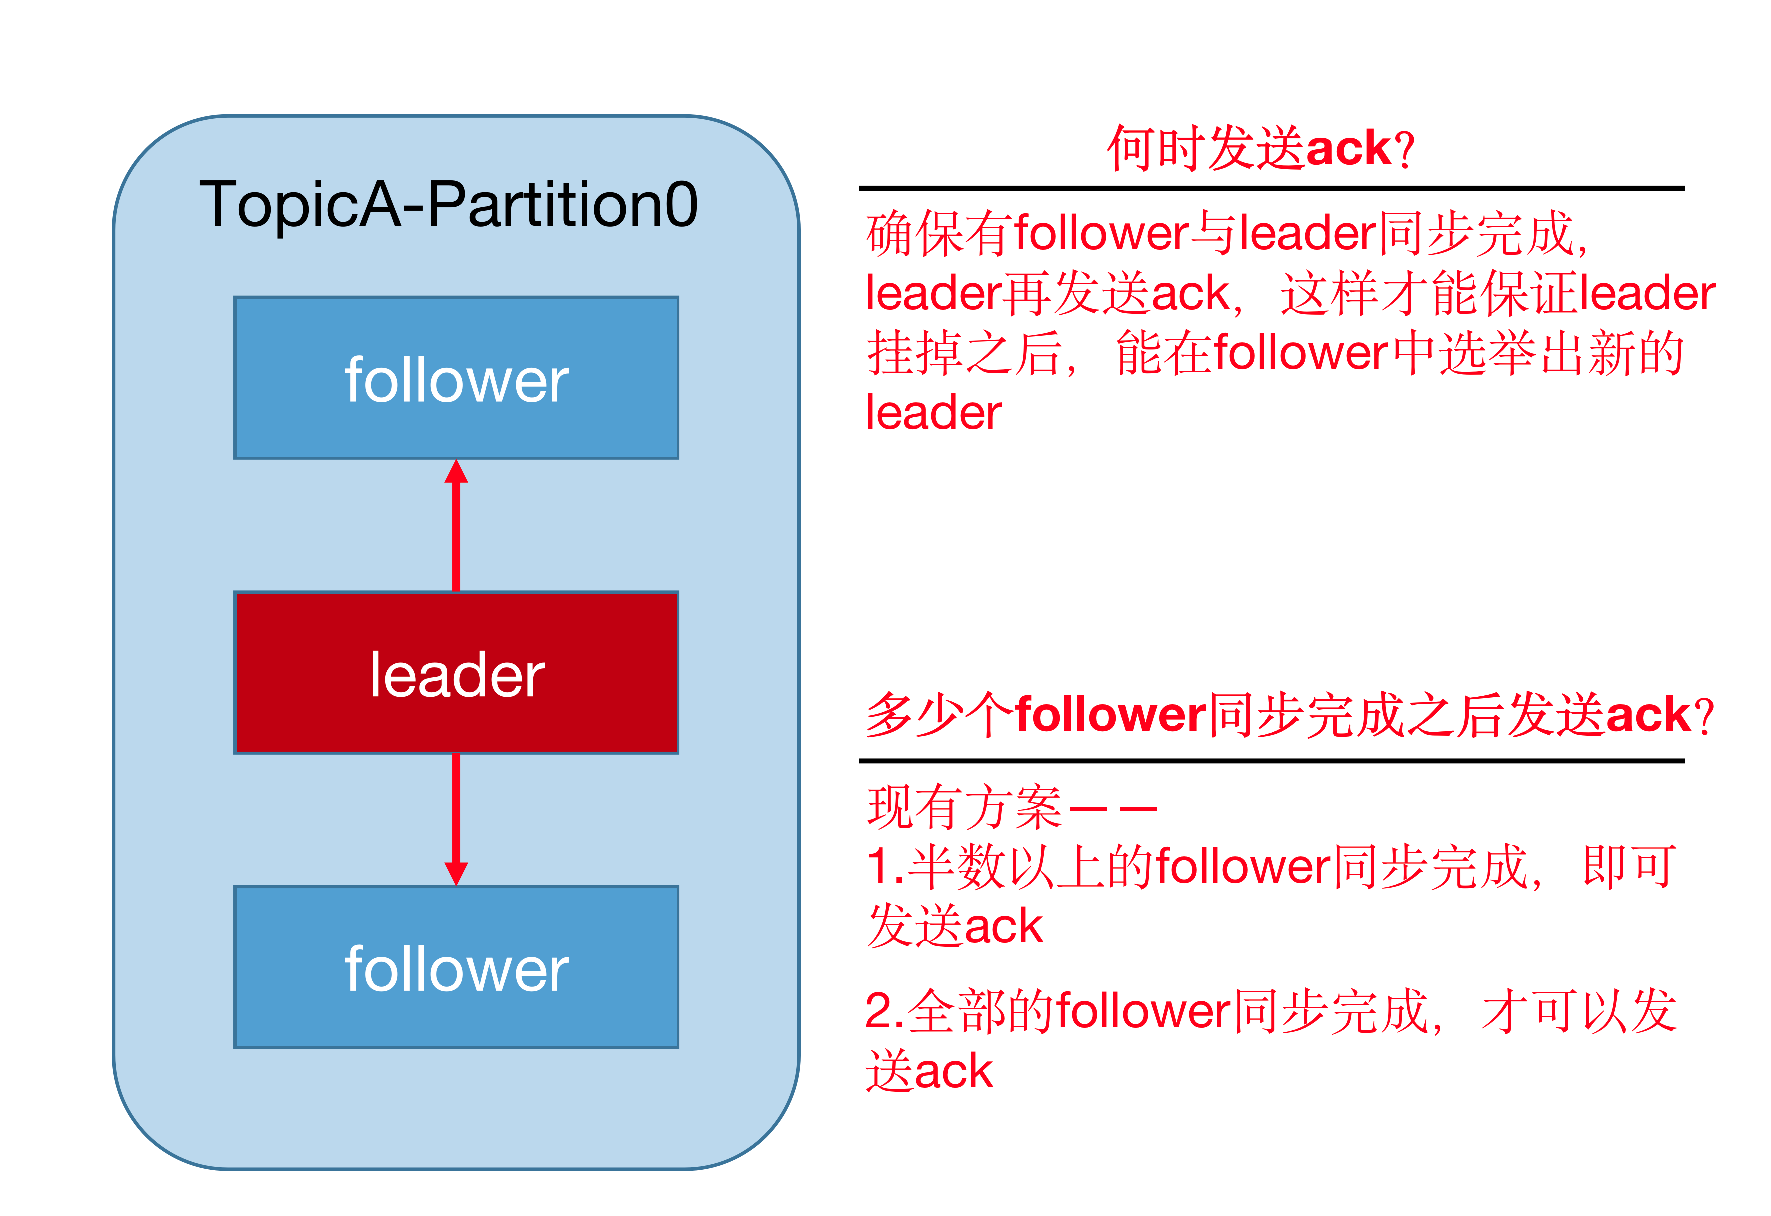 TopicA-Partition0
follower
leader
follower
何时发送ack？
确保有follower与leader同步完成，
leader再发送ack，这样才能保证leader
挂掉之后，能在follower中选举出新的
leader
多少个follower同步完成之后发送ack？
现有方案——
1.半数以上的follower同步完成，即可
发送ack
2.全部的follower同步完成，才可以发
送ack